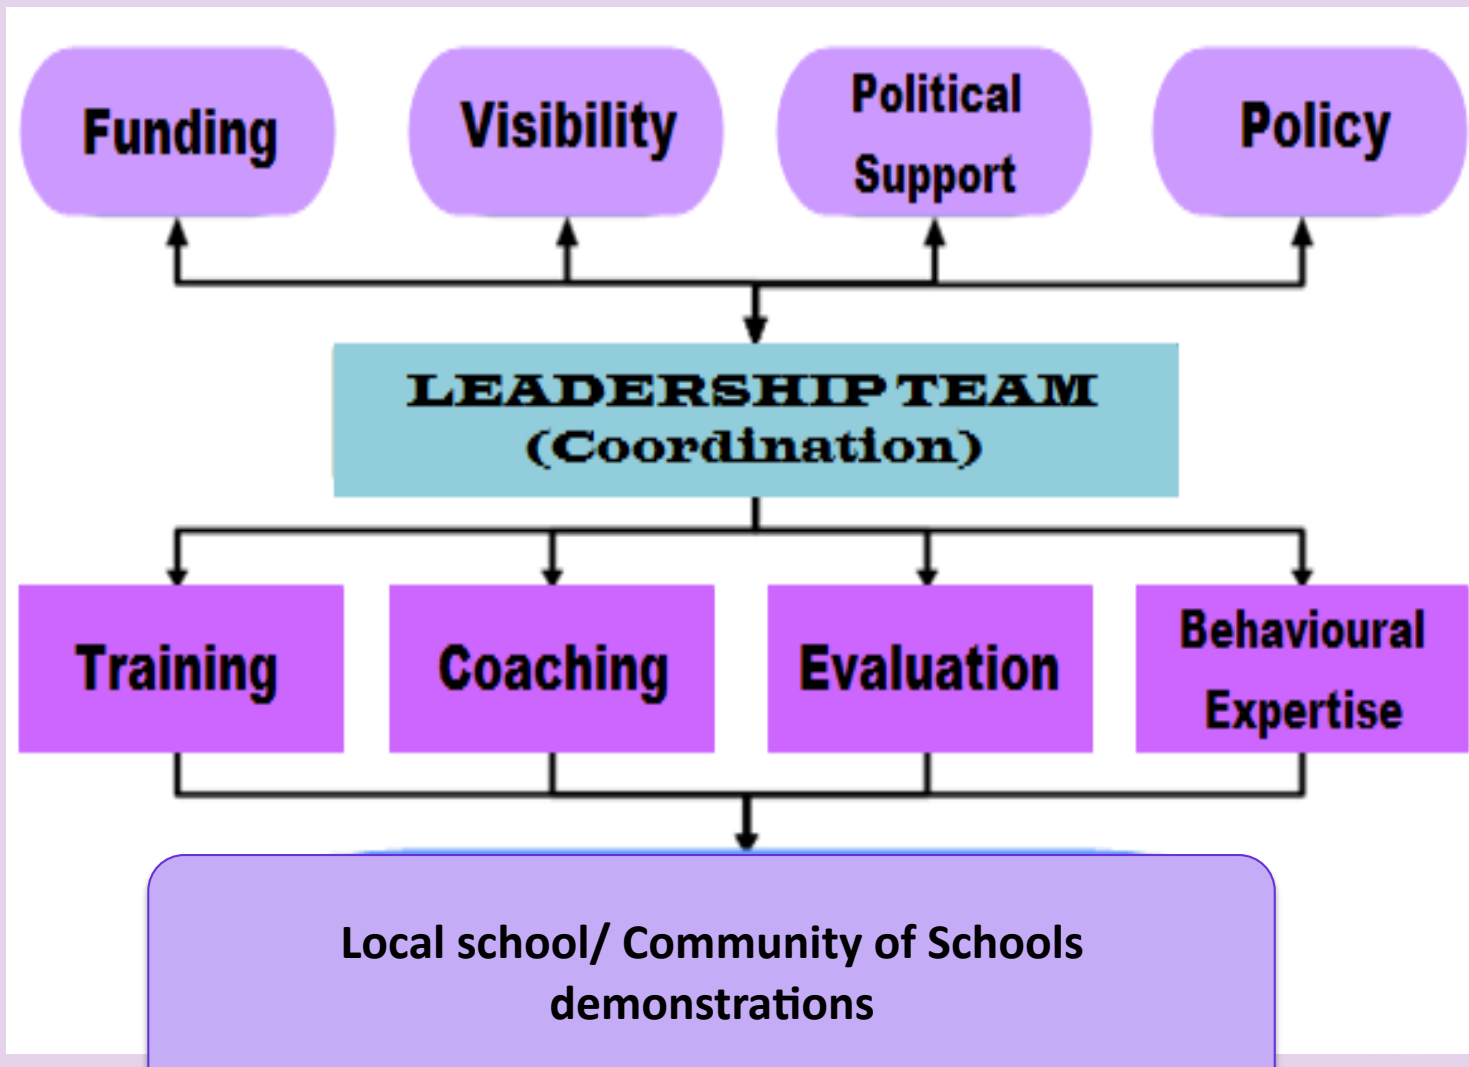 Funding
Visibility
Political
Support
Policy
LEADERSHIP TEAM
(Coordination)
Training
Coaching
Evaluation
Behavioural
Expertise
Local school/ Community of Schools
demonstrations